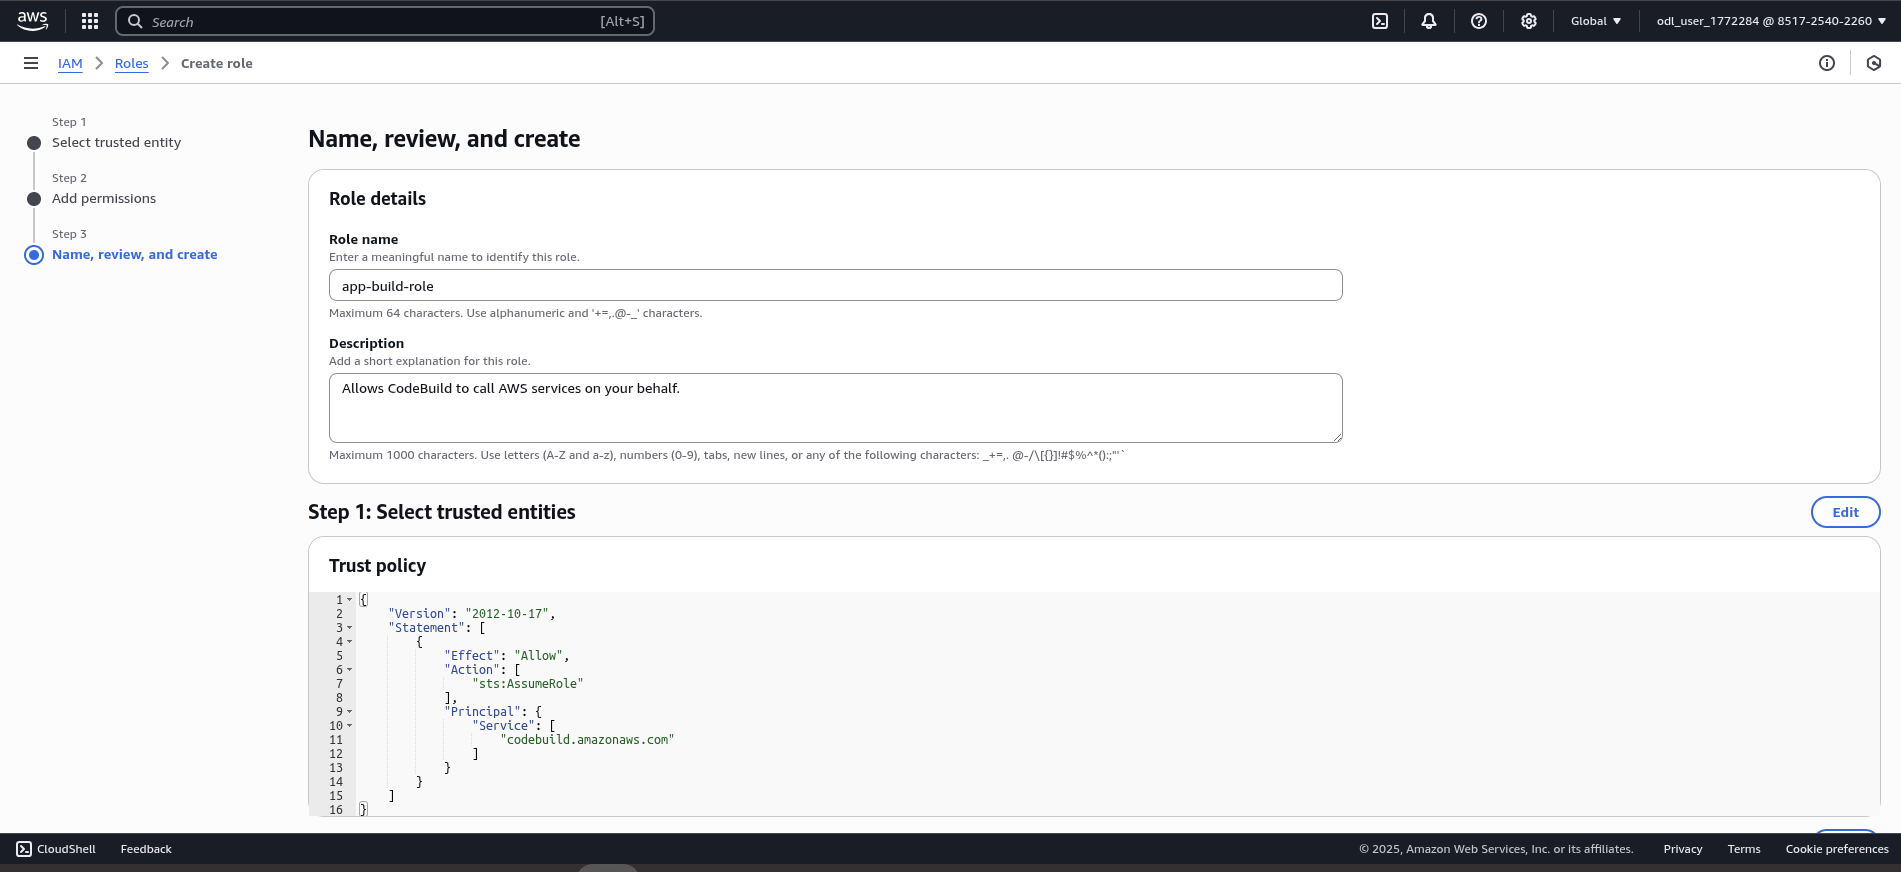 aws
Search [Alt+S]
Global
odl_user_1772284 @ 8517-2540-2260
IAM > Roles > Create role
Step 1
Select trusted entity
Step 2
Add permissions
Step 3
Name, review, and create
Name, review, and create
Role details
Role name
Enter a meaningful name to identify this role.
app-build-role
Maximum 64 characters. Use alphanumeric and '+=,.@-_' characters.
Description
Add a short explanation for this role.
Allows CodeBuild to call AWS services on your behalf.
Maximum 1000 characters. Use letters (A-Z and a-z), numbers (0-9), tabs, new lines, or any of the following characters: _+=,. @-/\[{}]!#$%^*();:"'`
Step 1: Select trusted entities
Edit
Trust policy
1 {
2     "Version": "2012-10-17",
3     "Statement": [
4         {
5             "Effect": "Allow",
6             "Action": [
7                 "sts:AssumeRole"
8             ],
9             "Principal": {
10                 "Service": [
11                     "codebuild.amazonaws.com"
12                 ]
13             }
14         }
15     ]
16 }
CloudShell
Feedback
© 2025, Amazon Web Services, Inc. or its affiliates.
Privacy
Terms
Cookie preferences